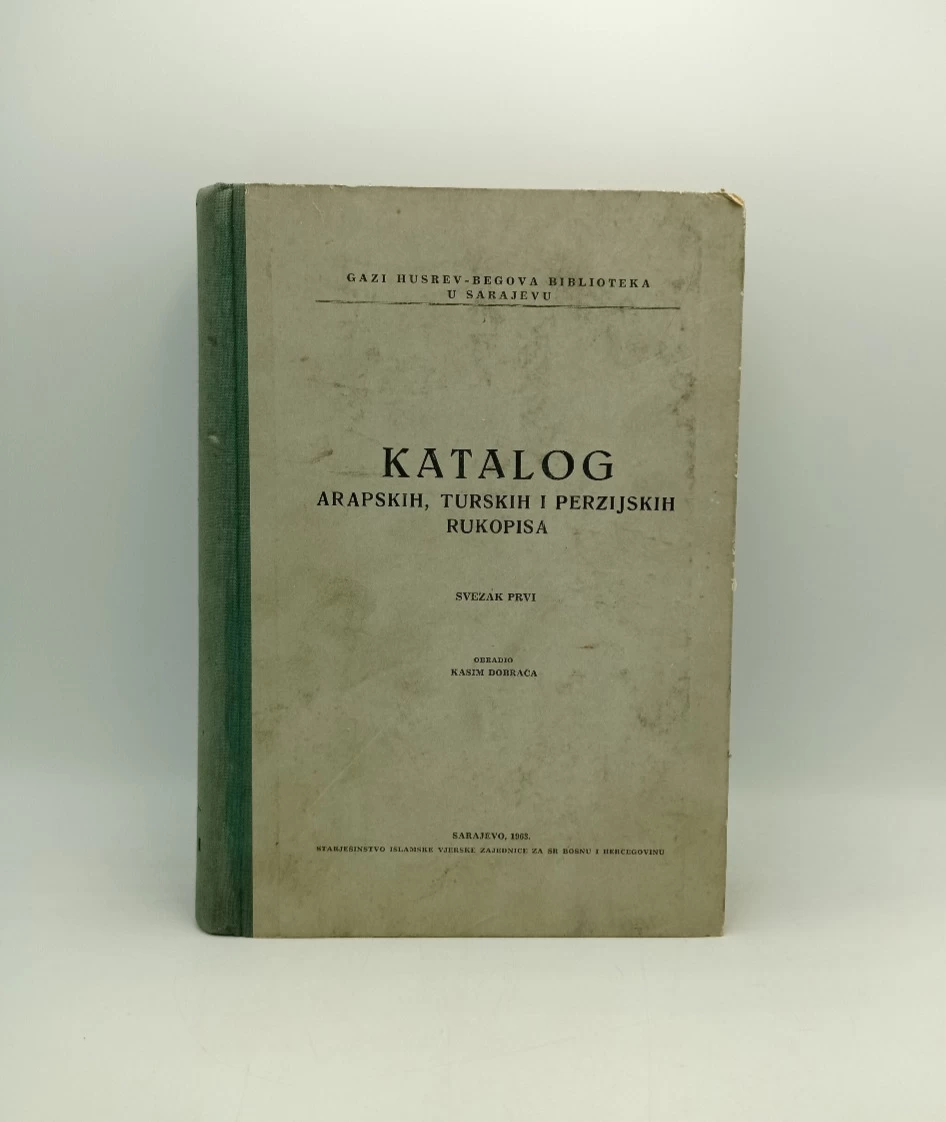 GAZI HUSREV-BEGOVA BIBLIOTEKA
U SARAJEVU
KATALOG
ARAPSKIH, TURSKIH I PERZIJSKIH
RUKOPISA
SVEZAK PRVI
OBRADIO
KASIM DOBRAČA
SARAJEVO, 1963.
STARJEŠINSTVO ISLAMSKE VJERSKE ZAJEDNICE ZA SR BOSNU I HERCEGOVINU